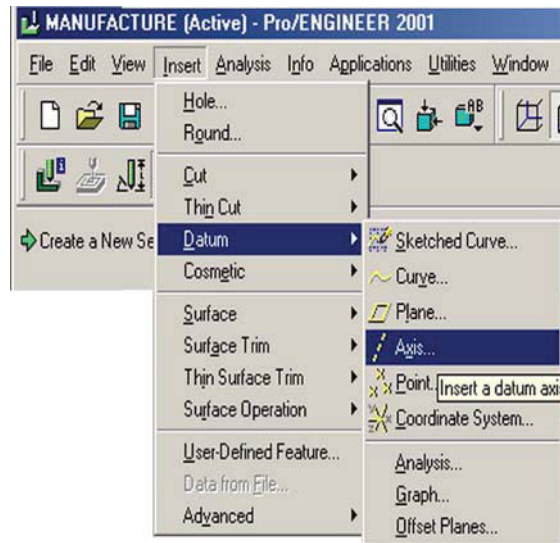 MANUFACTURE (Active) - Pro/ENGINEER 2001
File Edit View Insert Analysis Info Applications Utilities Window
Hole...
Round...
Cut
Thin Cut
Datum
Cosmetic
Surface
Surface Trim
Thin Surface Trim
Surface Operation
User-Defined Feature...
Data from File...
Advanced
Create a New Se
Sketched Curve...
Curve...
Plane...
Axis...
Point.
Insert a datum axi
Coordinate System...
Analysis...
Graph...
Offset Planes...
AB